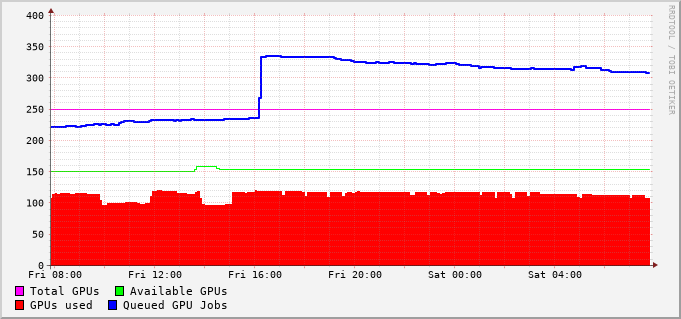 400
350
300
250
200
150
100
50
0
Fri 08:00 Fri 12:00 Fri 16:00 Fri 20:00 Sat 00:00 Sat 04:00
Total GPUs Available GPUs
GPUs used Queued GPU Jobs
RRDTOOL / TOBI OETIKER